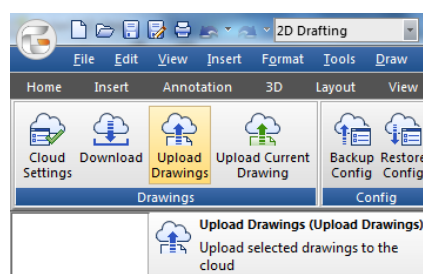 2D Drafting
File Edit View Insert Format Tools Draw
Home Insert Annotation 3D Layout View
Cloud Settings Download Upload Drawings Upload Current Drawing Backup Config Restore Config
Drawings Config
Upload Drawings (Upload Drawings)
Upload selected drawings to the
cloud